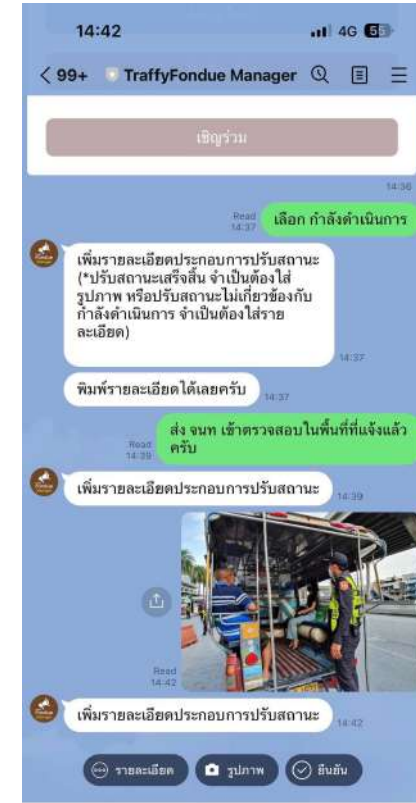 14:42
4G 55
99+ TraffyFondue Manager
เชิญร่วม
14:36
Read
14:37
เลือก กำลังดำเนินการ
เพิ่มรายละเอียดประกอบการปรับสถานะ
(*ปรับสถานะเสร็จสิ้น จำเป็นต้องใส่
รูปภาพ หรือปรับสถานะไม่เกี่ยวข้องกับ
กำลังดำเนินการ จำเป็นต้องใส่ราย
ละเอียด)
14:37
พิมพ์รายละเอียดได้เลยครับ
14:37
ส่ง จนท เข้าตรวจสอบในพื้นที่ที่แจ้งแล้ว
ครับ
Read
14:39
เพิ่มรายละเอียดประกอบการปรับสถานะ
14:39
Read
14:42
เพิ่มรายละเอียดประกอบการปรับสถานะ
14:42
รายละเอียด
รูปภาพ
ยืนยัน